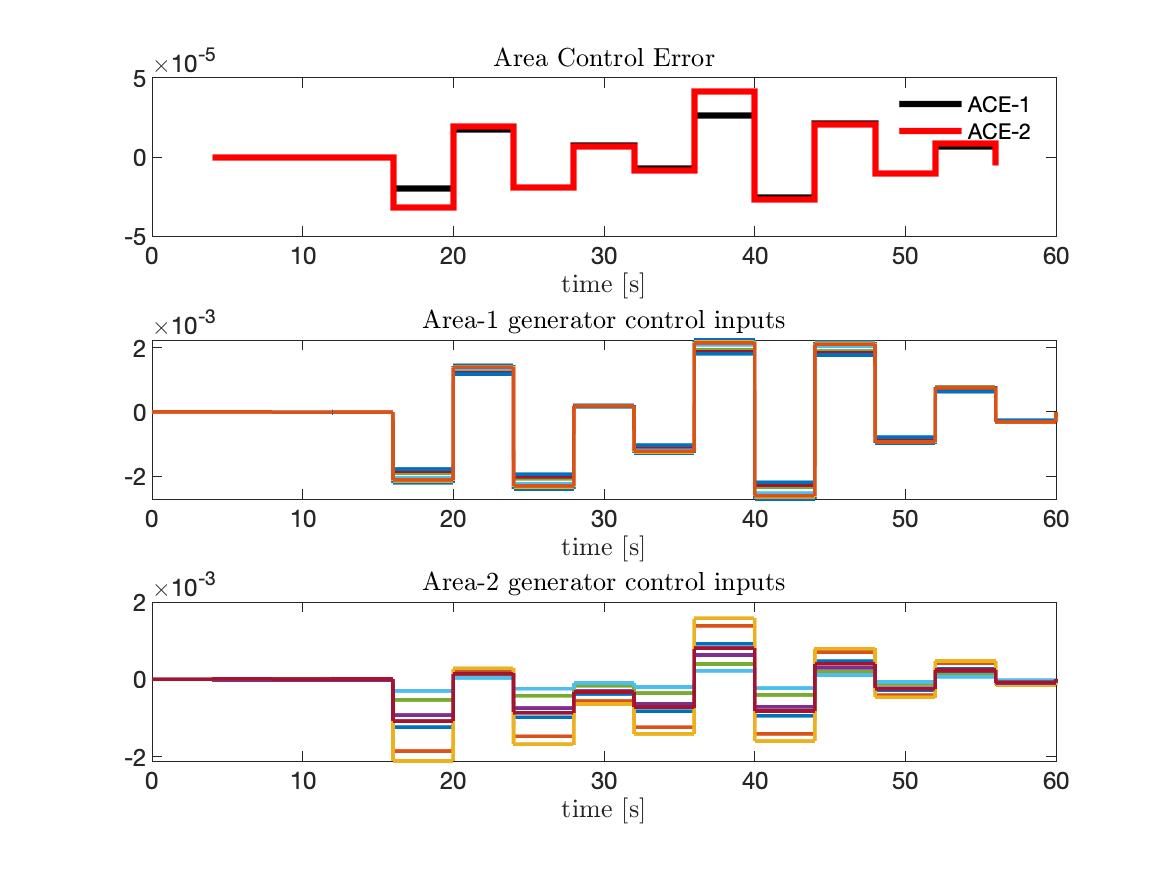 Area Control Error
×10-5
5
0
-5
ACE-1
ACE-2
0 10 20 30 40 50 60
time [s]
Area-1 generator control inputs
×10-3
2
0
-2
0 10 20 30 40 50 60
time [s]
Area-2 generator control inputs
×10-3
2
0
-2
0 10 20 30 40 50 60
time [s]